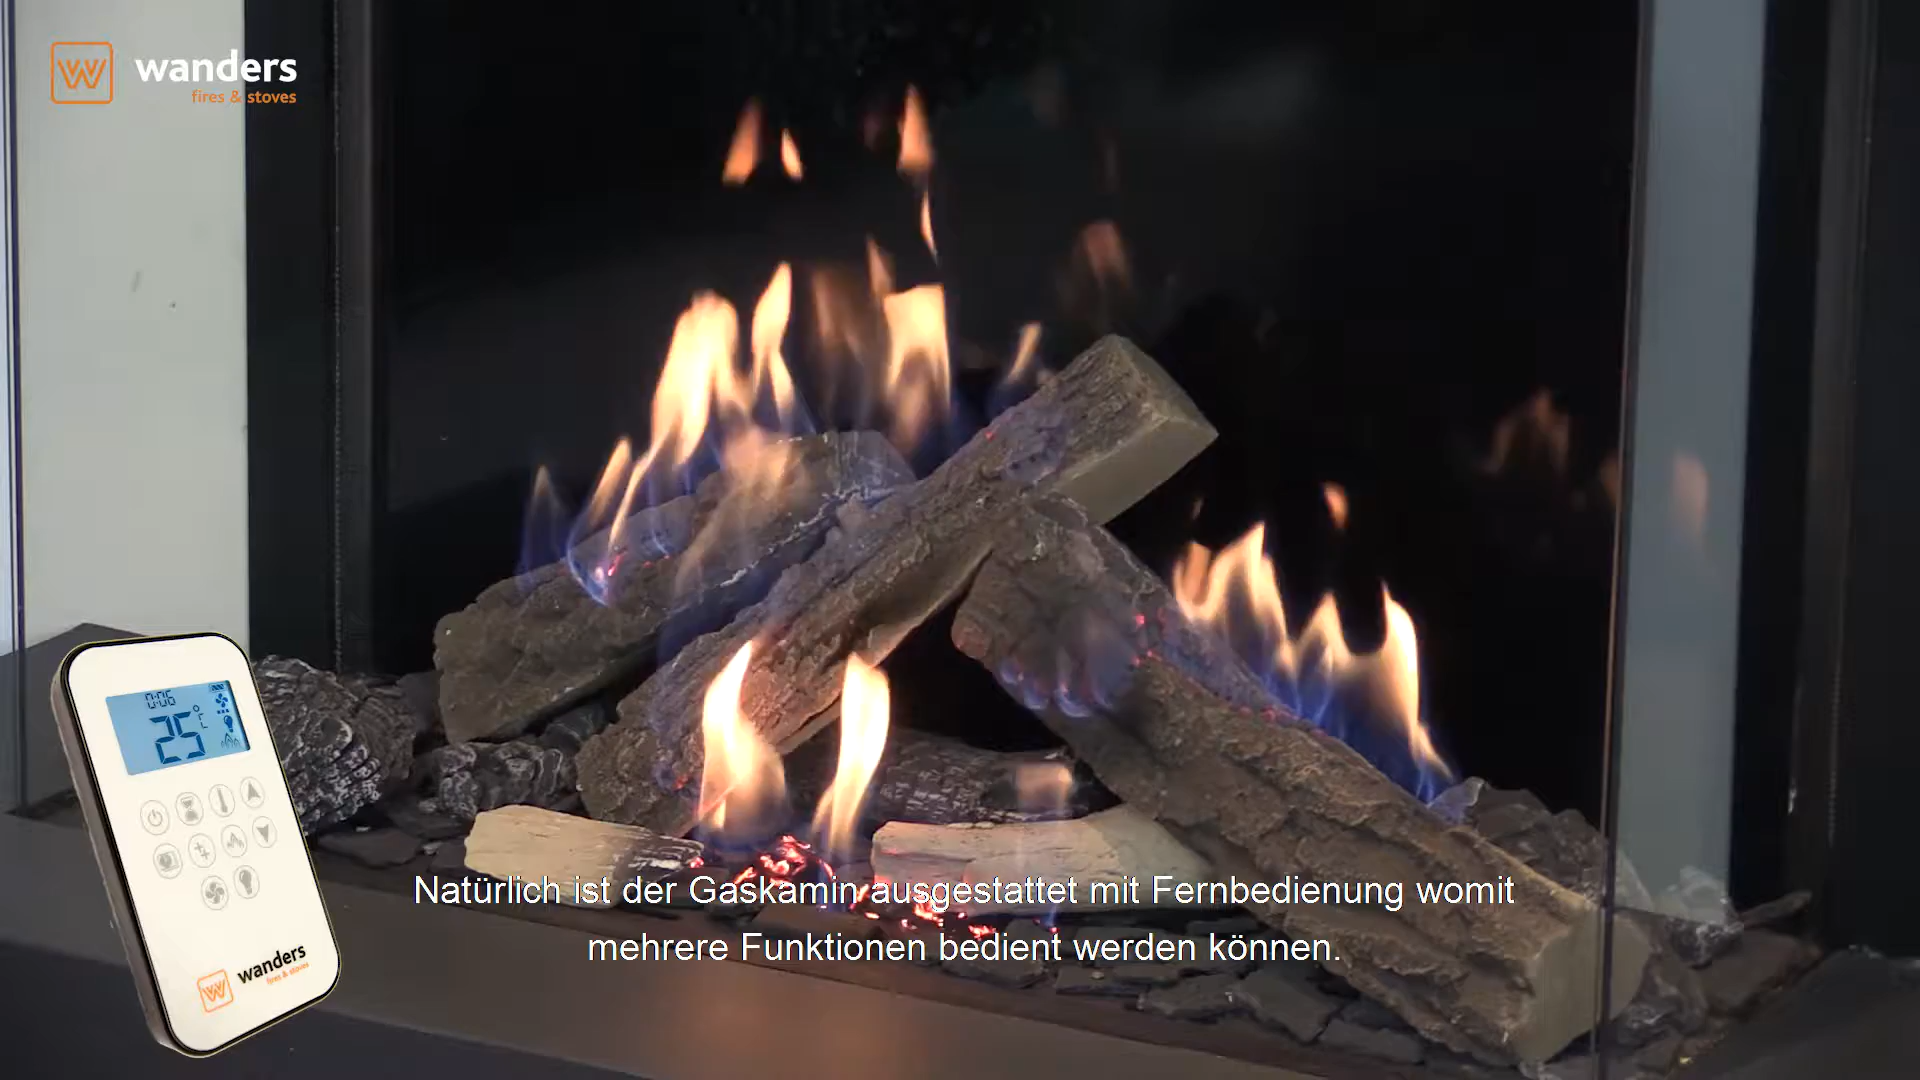 wanders
fires & stoves
0:06
25 °C
wanders
fires & stoves
Natürlich ist der Gaskamin ausgestattet mit Fernbedienung womit
mehrere Funktionen bedient werden können.